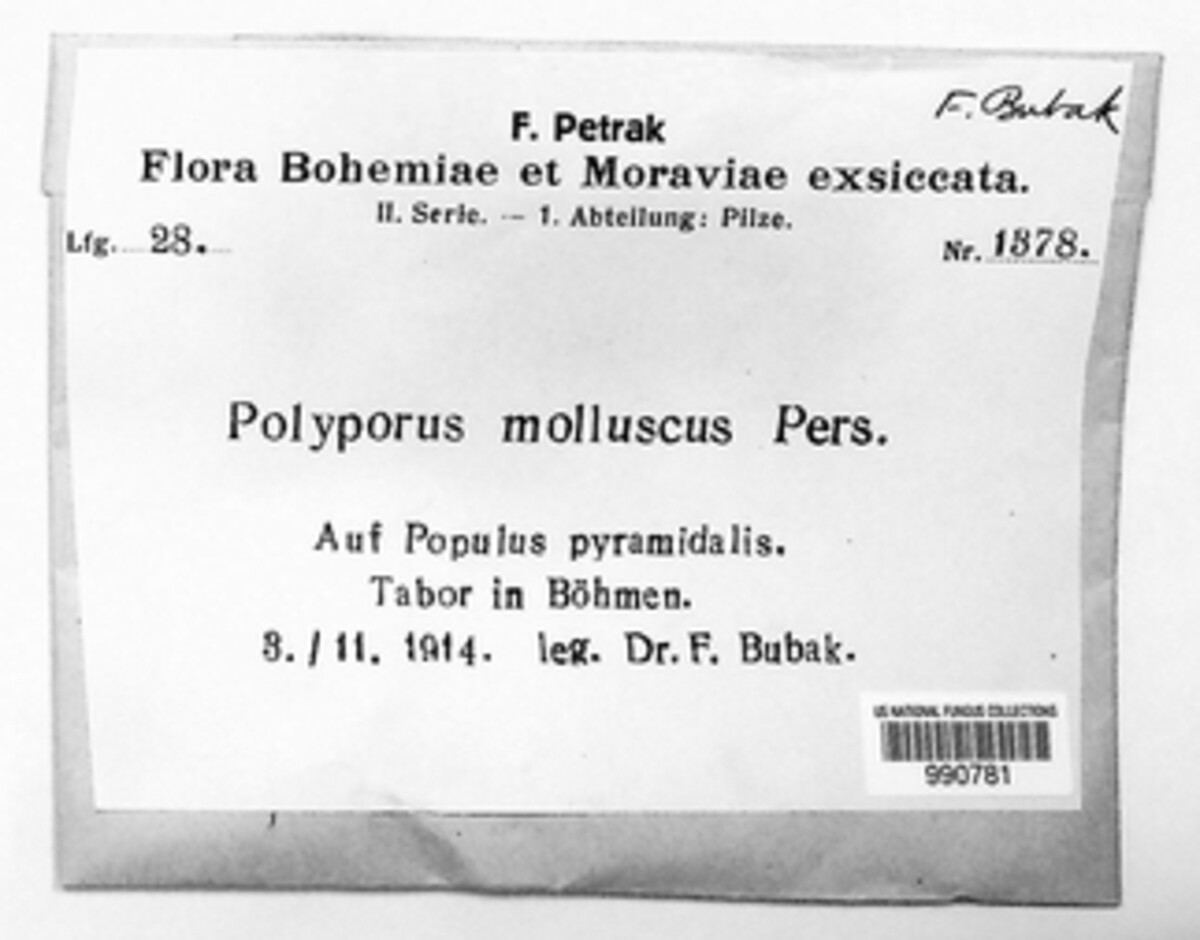 F. Bubak
F. Petrak
Flora Bohemiae et Moraviae exsiccata.
II. Serie. — 1. Abteilung: Pilze.
Lfg. 28. Nr. 1378.
Polyporus molluscus Pers.
Auf Populus pyramidalis.
Tabor in Böhmen.
3. / 11. 1914. leg. Dr. F. Bubak.
US NATIONAL FUNGUS COLLECTIONS
990781